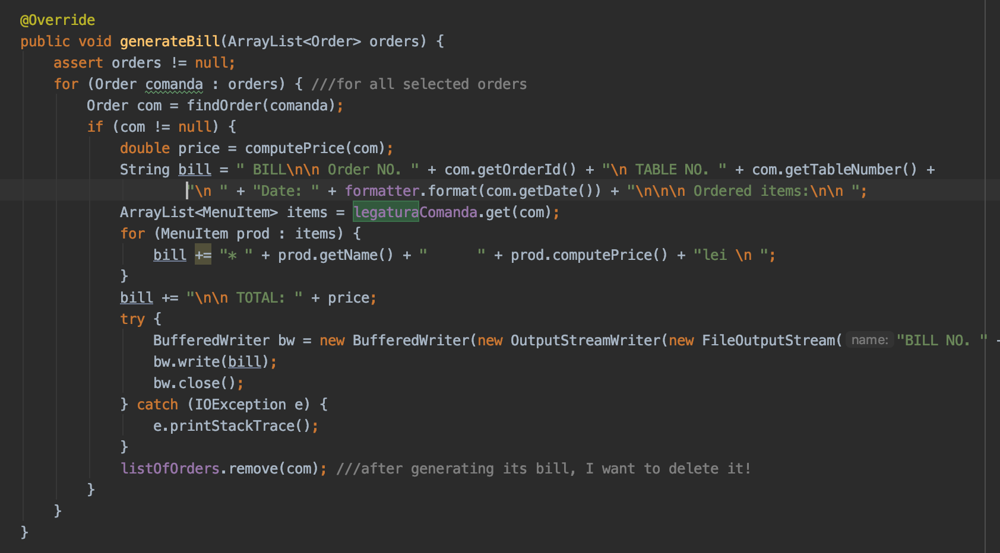 @Override
public void generateBill(ArrayList<Order> orders) {
    assert orders != null;
    for (Order comanda : orders) { ///for all selected orders
        Order com = findOrder(comanda);
        if (com != null) {
            double price = computePrice(com);
            String bill = " BILL\n\n Order NO. " + com.getOrderId() + "\n TABLE NO. " + com.getTableNumber() +
                    "\n " + "Date: " + formatter.format(com.getDate()) + "\n\n\n Ordered items:\n\n ";
            ArrayList<MenuItem> items = legaturaComanda.get(com);
            for (MenuItem prod : items) {
                bill += "* " + prod.getName() + "      " + prod.computePrice() + "lei \n ";
            }
            bill += "\n\n TOTAL: " + price;
            try {
                BufferedWriter bw = new BufferedWriter(new OutputStreamWriter(new FileOutputStream( name: "BILL NO. "
                bw.write(bill);
                bw.close();
            } catch (IOException e) {
                e.printStackTrace();
            }
            listOfOrders.remove(com); ///after generating its bill, I want to delete it!
        }
    }
}